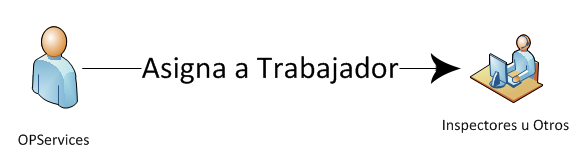 Asigna a Trabajador
OPServices
Inspectores u Otros